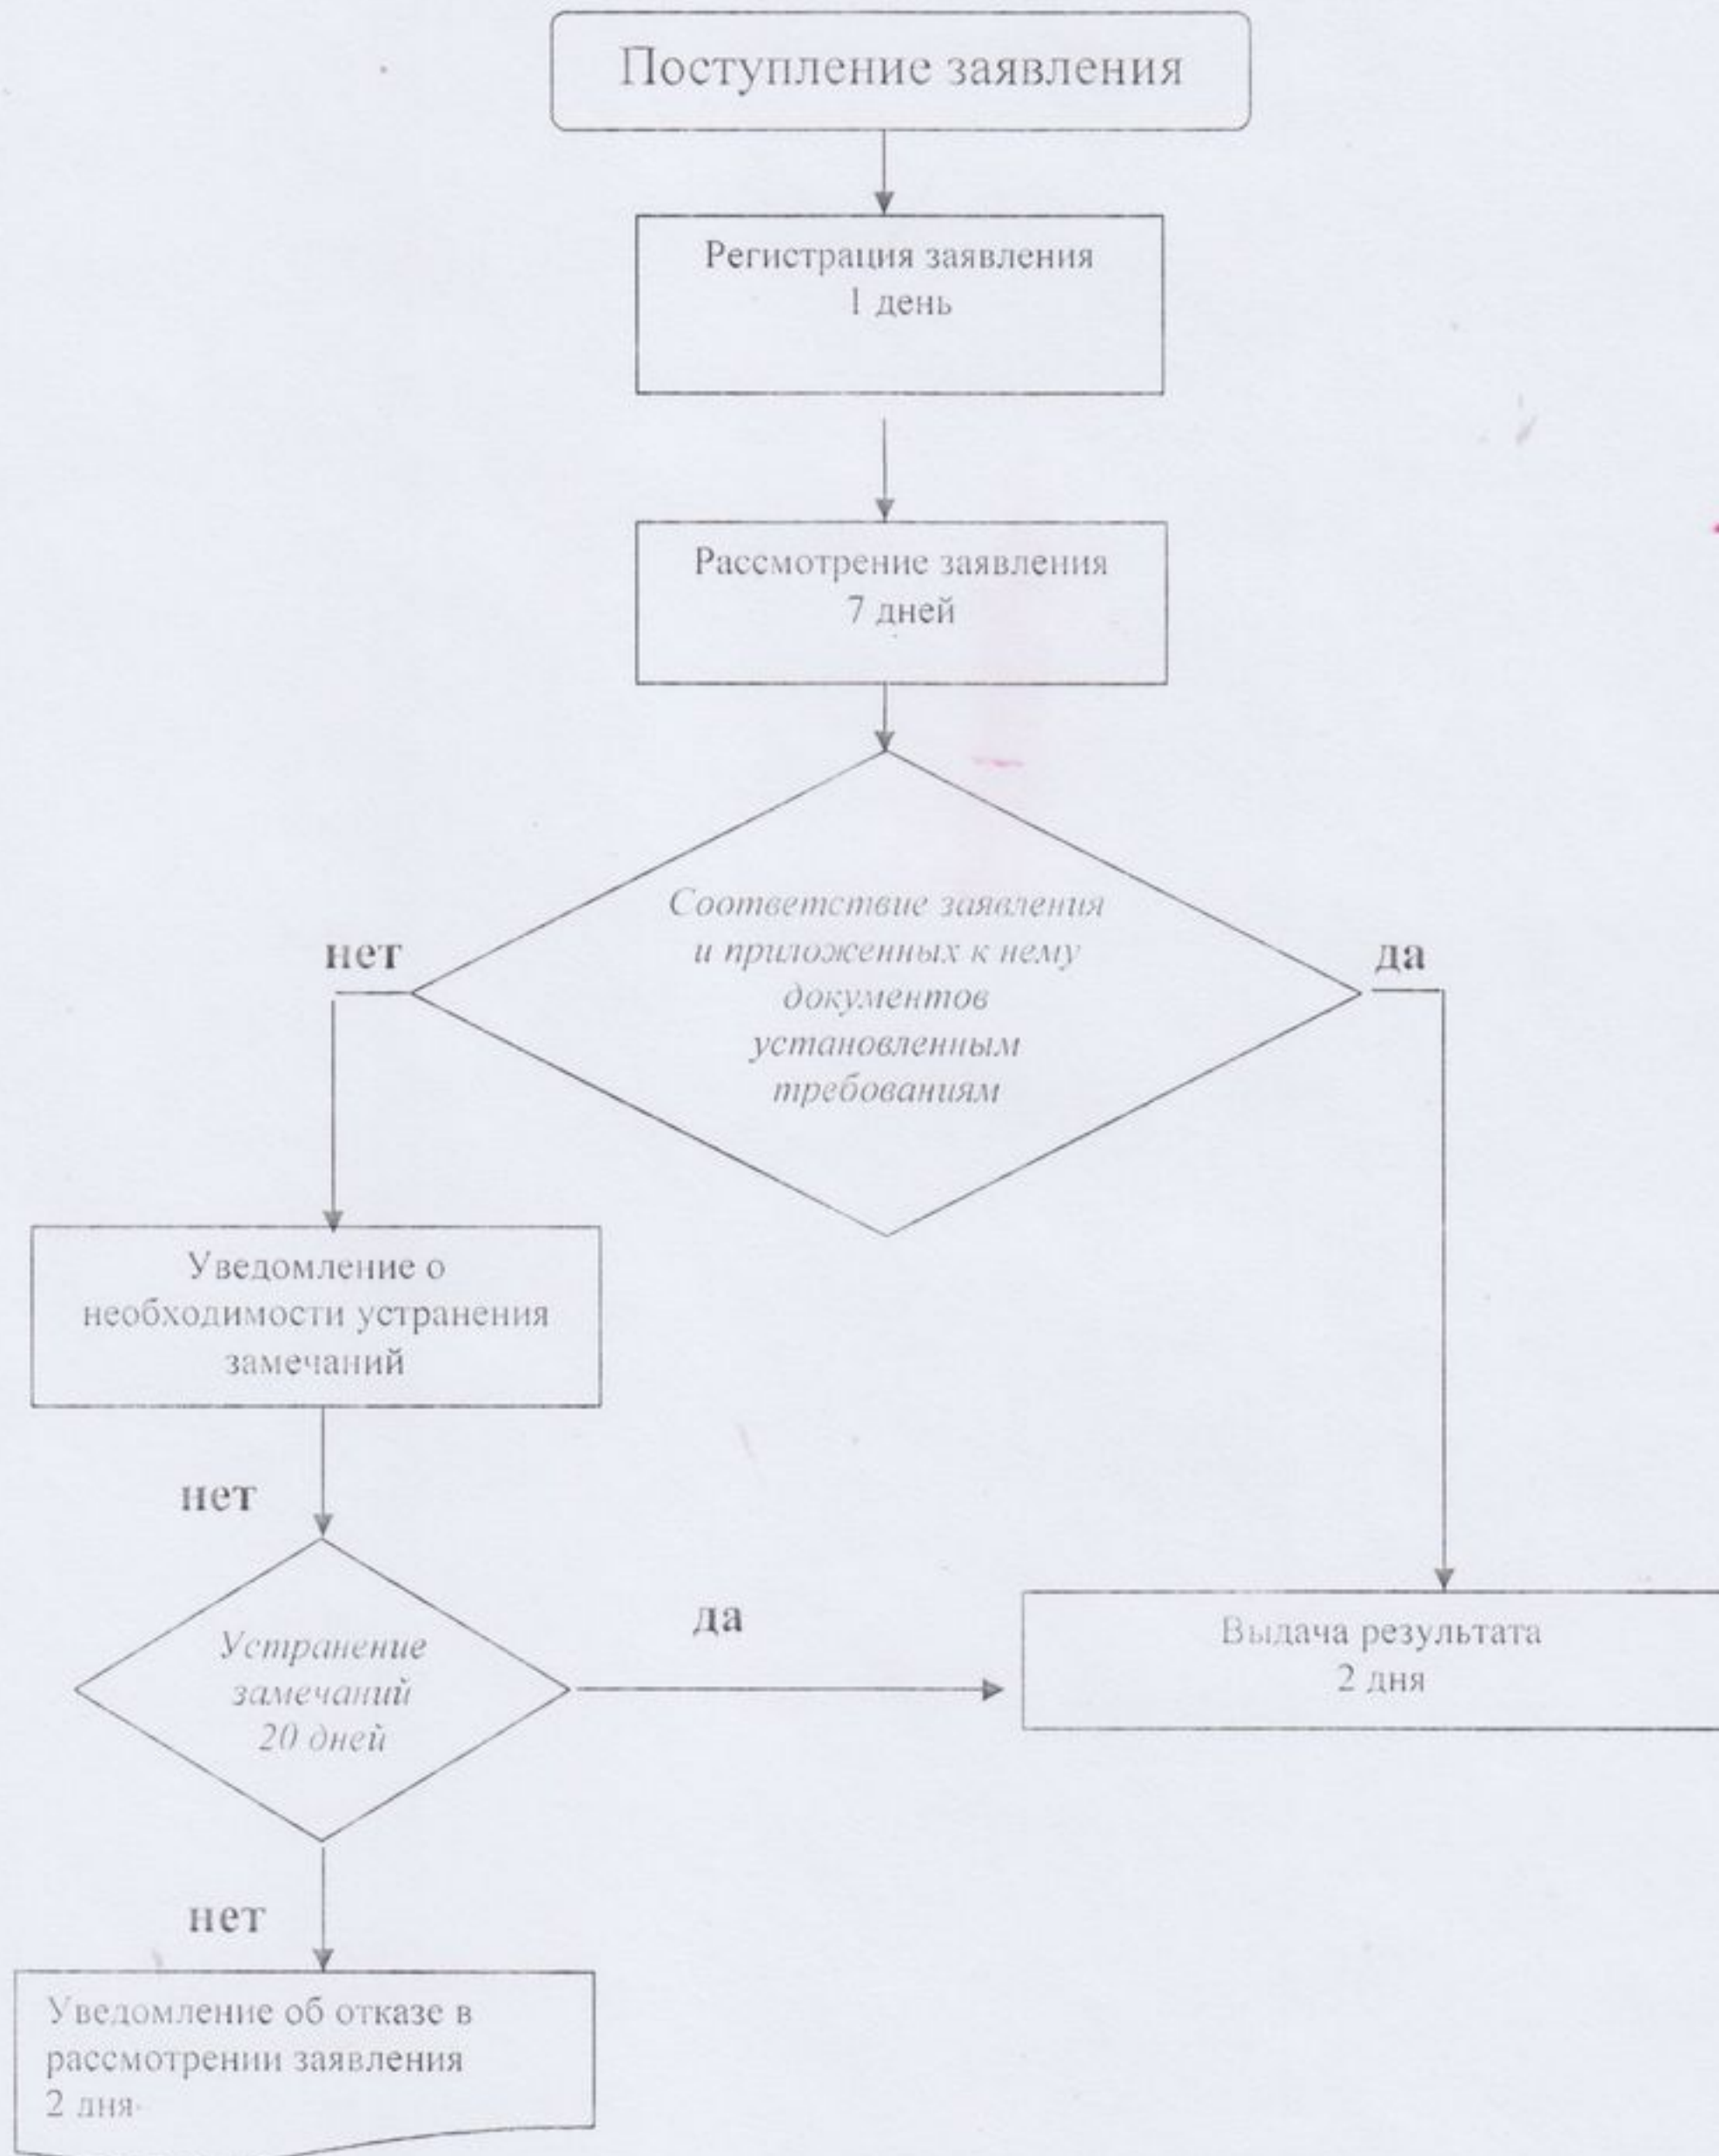 Поступление заявления
Регистрация заявления
1 день
Рассмотрение заявления
7 дней
Соответствие заявления
и приложенных к нему
документов
установленным
требованиям
нет
да
Уведомление о
необходимости устранения
замечаний
нет
Устранение
замечаний
20 дней
да
Выдача результата
2 дня
нет
Уведомление об отказе в
рассмотрении заявления
2 дня